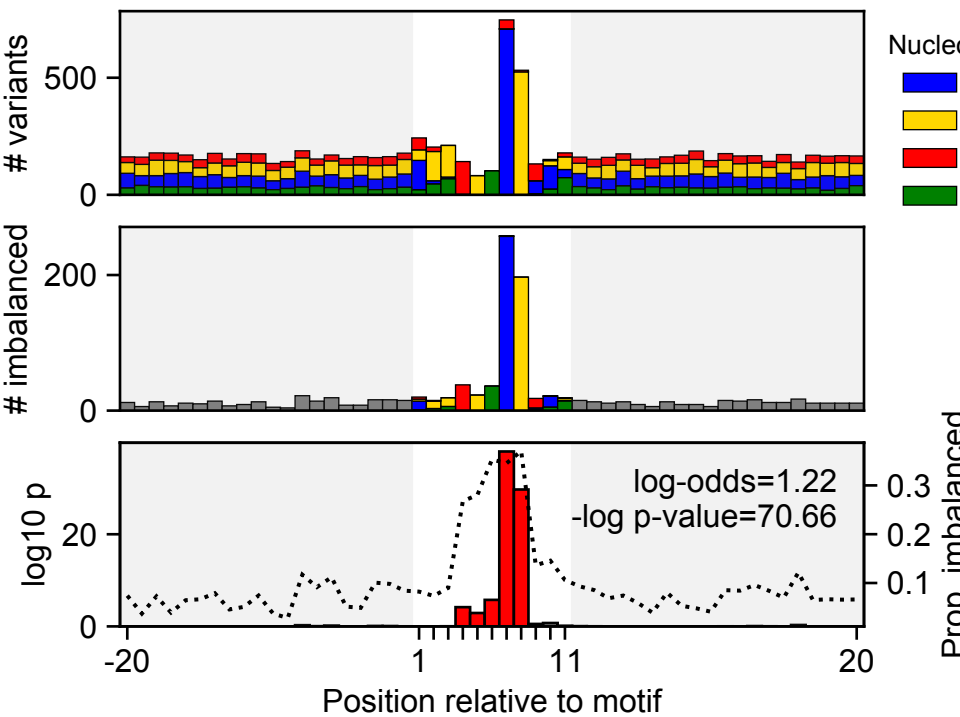 # variants
500
0
Nucleo
# imbalanced
200
0
log10 p
20
0
log-odds=1.22
-log p-value=70.66
0.3
0.2
0.1
Prop. imbalanced
-20
1
11
20
Position relative to motif